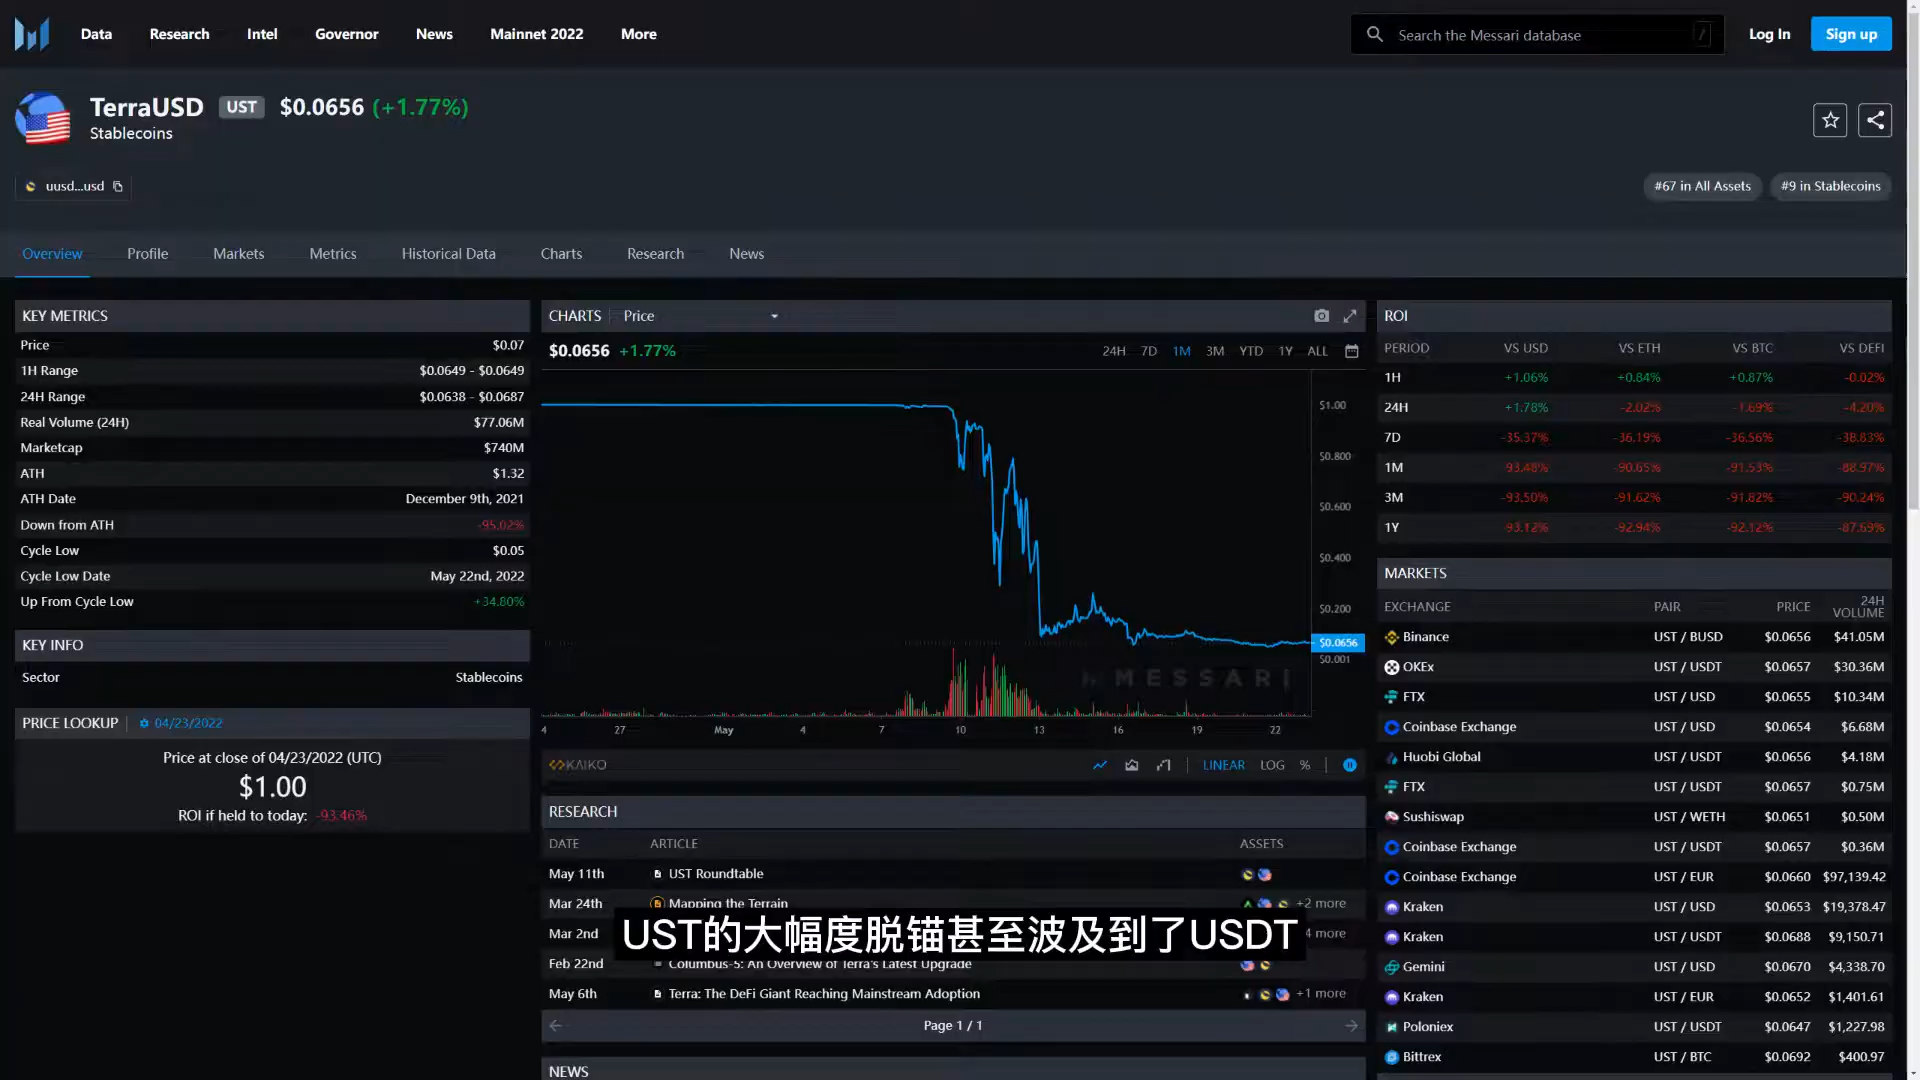 Data Research Intel Governor News Mainnet 2022 More Search the Messari database / Log In Sign up
TerraUSD UST $0.0656 (+1.77%)
Stablecoins
uusd...usd #67 in All Assets #9 in Stablecoins
Overview Profile Markets Metrics Historical Data Charts Research News
KEY METRICS
Price $0.07
1H Range $0.0649 - $0.0649
24H Range $0.0638 - $0.0687
Real Volume (24H) $77.06M
Marketcap $740M
ATH $1.32
ATH Date December 9th, 2021
Down from ATH -95.02%
Cycle Low $0.05
Cycle Low Date May 22nd, 2022
Up From Cycle Low +34.80%
KEY INFO
Sector Stablecoins
PRICE LOOKUP 04/23/2022
Price at close of 04/23/2022 (UTC)
$1.00
ROI if held to today: -93.46%
CHARTS Price
$0.0656 +1.77% 24H 7D 1M 3M YTD 1Y ALL
$1.00
$0.800
$0.600
$0.400
$0.200
$0.0656
$0.001
MESSARI
4 27 May 4 7 10 13 16 19 22
KAIKO LINEAR LOG %
RESEARCH
DATE ARTICLE ASSETS
May 11th UST Roundtable
Mar 24th Mapping the Terrain +2 more
Mar 2nd 4 more
UST的大幅度脱锚甚至波及到了USDT
Feb 22nd Columbus-5: An Overview of Terra's Latest Upgrade
May 6th Terra: The DeFi Giant Reaching Mainstream Adoption +1 more
Page 1 / 1
NEWS
ROI
PERIOD VS USD VS ETH VS BTC VS DEFI
1H +1.06% +0.84% +0.87% -0.02%
24H +1.78% -2.02% -1.69% -4.20%
7D -35.37% -36.19% -36.56% -38.83%
1M -93.48% -90.65% -91.53% -88.97%
3M -93.50% -91.62% -91.82% -90.24%
1Y -93.12% -92.94% -92.12% -87.59%
MARKETS
EXCHANGE PAIR PRICE 24H VOLUME
Binance UST / BUSD $0.0656 $41.05M
OKEx UST / USDT $0.0657 $30.36M
FTX UST / USD $0.0655 $10.34M
Coinbase Exchange UST / USD $0.0654 $6.68M
Huobi Global UST / USDT $0.0656 $4.18M
FTX UST / USDT $0.0657 $0.75M
Sushiswap UST / WETH $0.0651 $0.50M
Coinbase Exchange UST / USDT $0.0657 $0.36M
Coinbase Exchange UST / EUR $0.0660 $97,139.42
Kraken UST / USD $0.0653 $19,378.47
Kraken UST / USDT $0.0688 $9,150.71
Gemini UST / USD $0.0670 $4,338.70
Kraken UST / EUR $0.0652 $1,401.61
Poloniex UST / USDT $0.0647 $1,227.98
Bittrex UST / BTC $0.0692 $400.97